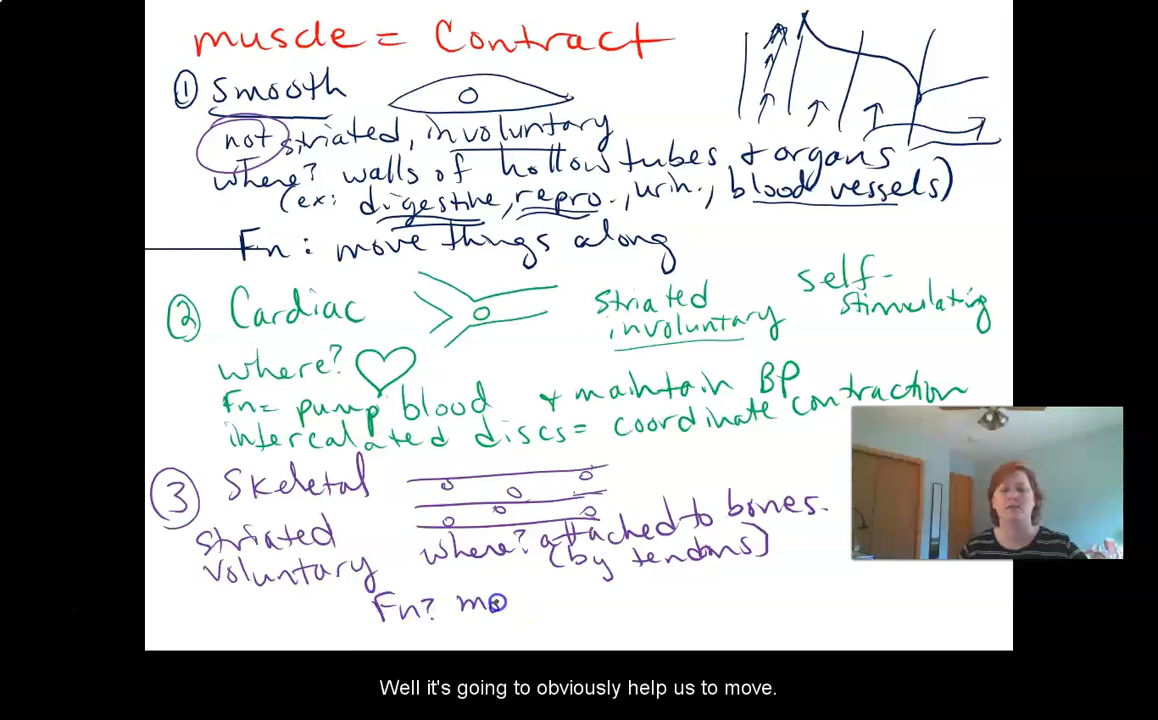 muscle = Contract
① Smooth
not striated, involuntary
where? walls of hollow tubes + organs
(ex: digestive, repro., urin., blood vessels)
Fn: move things along
② Cardiac
striated
involuntary
self-
stimulating
where?
Fn= pump blood + maintain BP
intercalated discs= coordinate contraction
③ Skeletal
striated
voluntary
where? attached to bones.
(by tendons)
Fn? mo
Well it's going to obviously help us to move.